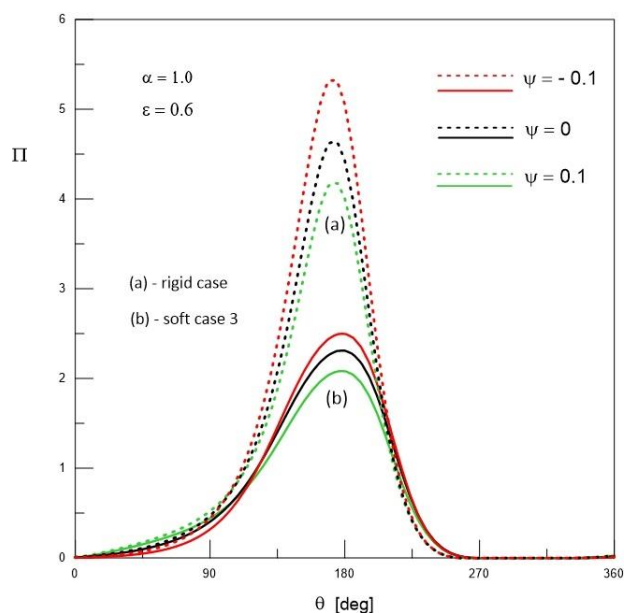 6
α = 1.0
ψ = - 0.1
5
ε = 0.6
ψ = 0
Π
ψ = 0.1
4
(a)
3
(a) - rigid case
(b) - soft case 3
2
(b)
1
0
0 90 180 270 360
θ [deg]